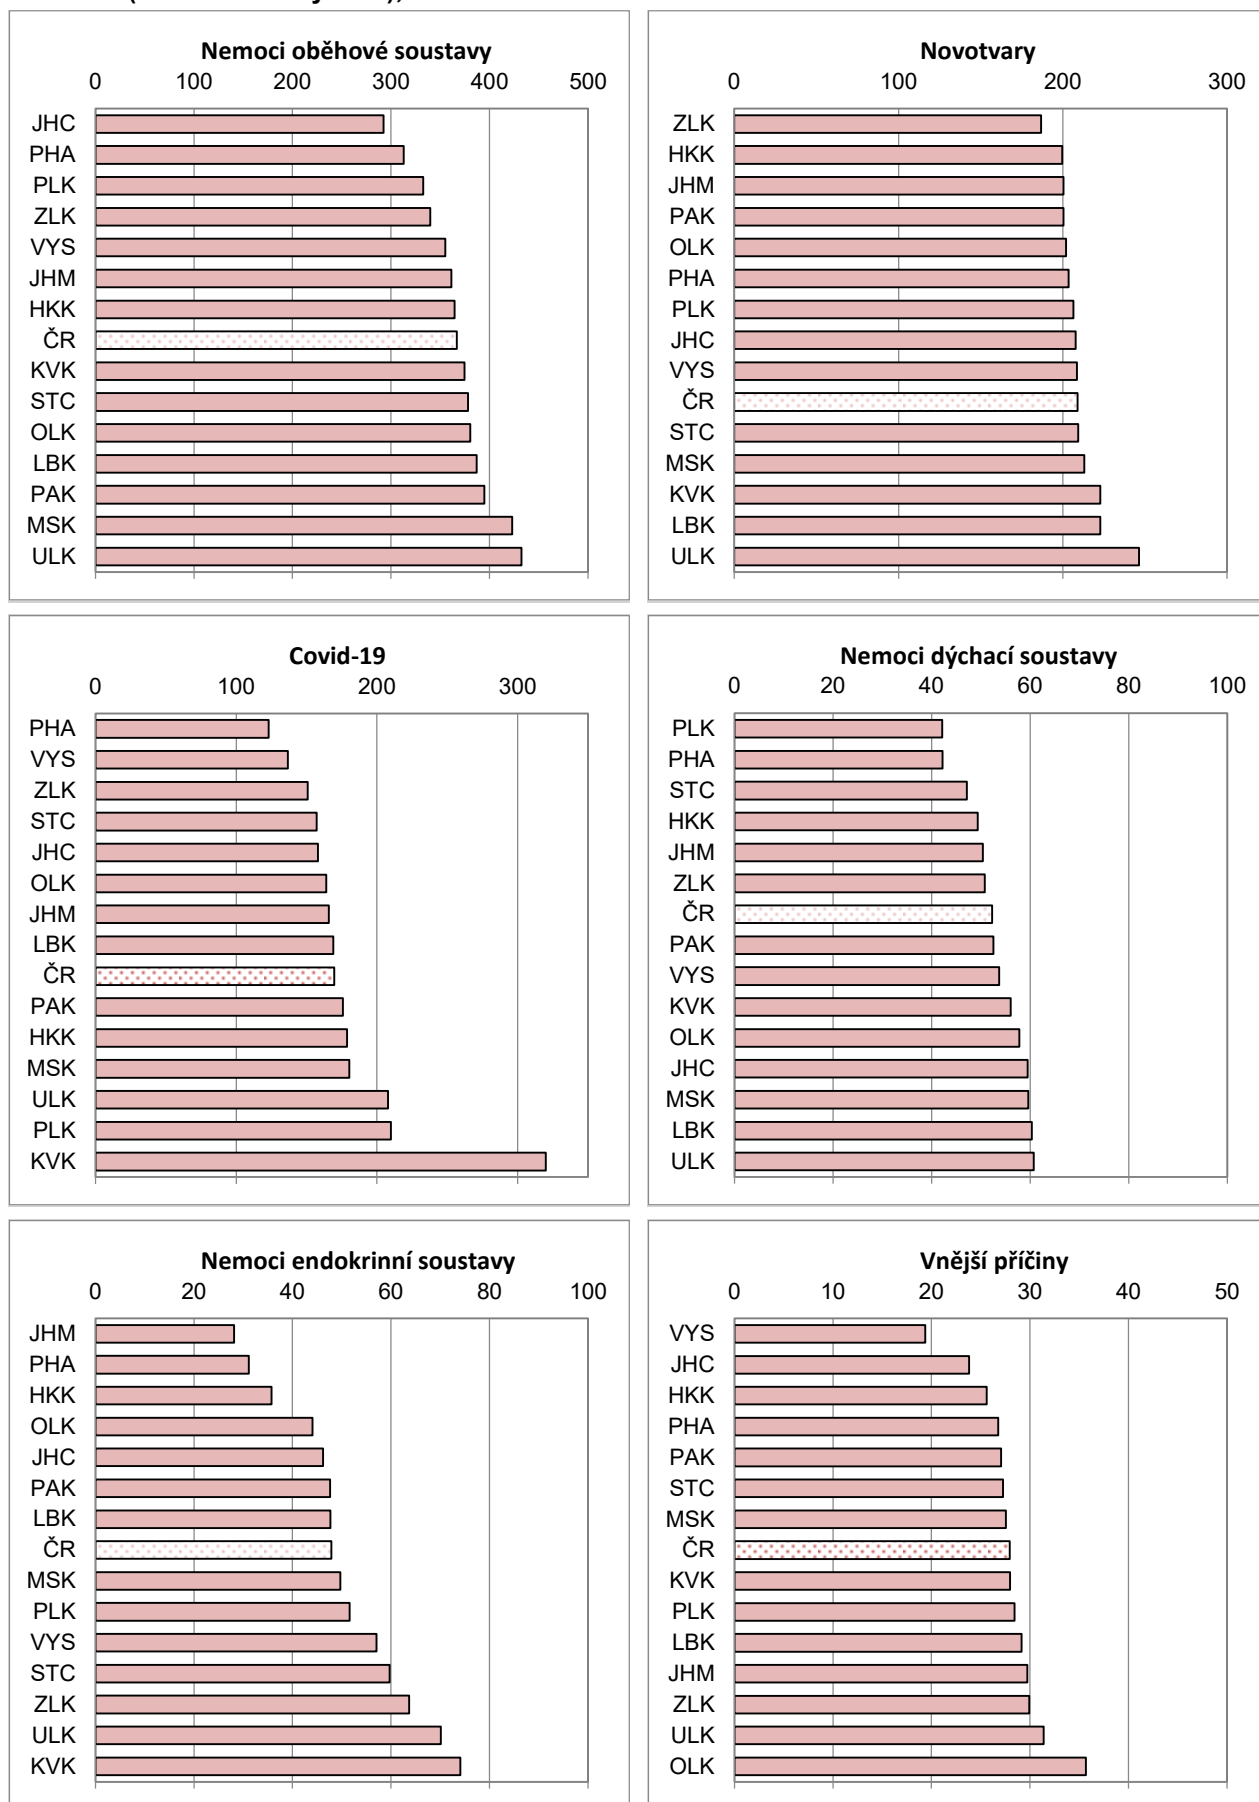 Nemoci oběhové soustavy
0 100 200 300 400 500
JHC
PHA
PLK
ZLK
VYS
JHM
HKK
ČR
KVK
STC
OLK
LBK
PAK
MSK
ULK
Novotvary
0 100 200 300
ZLK
HKK
JHM
PAK
OLK
PHA
PLK
JHC
VYS
ČR
STC
MSK
KVK
LBK
ULK
Covid-19
0 100 200 300
PHA
VYS
ZLK
STC
JHC
OLK
JHM
LBK
ČR
PAK
HKK
MSK
ULK
PLK
KVK
Nemoci dýchací soustavy
0 20 40 60 80 100
PLK
PHA
STC
HKK
JHM
ZLK
ČR
PAK
VYS
KVK
OLK
JHC
MSK
LBK
ULK
Nemoci endokrinní soustavy
0 20 40 60 80 100
JHM
PHA
HKK
OLK
JHC
PAK
LBK
ČR
MSK
PLK
VYS
STC
ZLK
ULK
KVK
Vnější příčiny
0 10 20 30 40 50
VYS
JHC
HKK
PHA
PAK
STC
MSK
ČR
KVK
PLK
LBK
JHM
ZLK
ULK
OLK